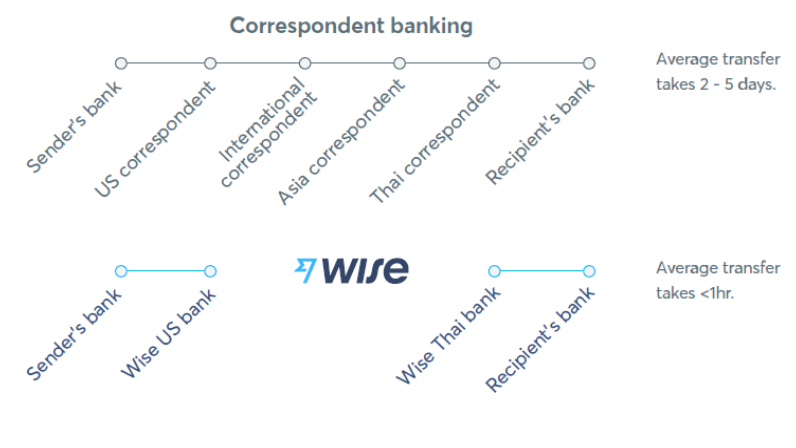 Correspondent banking
Sender's bank
US correspondent
International
correspondent
Asia correspondent
Thai correspondent
Recipient's bank
Average transfer
takes 2 - 5 days.
Sender's bank
Wise US bank
WISE
Wise Thai bank
Recipient's bank
Average transfer
takes <1hr.